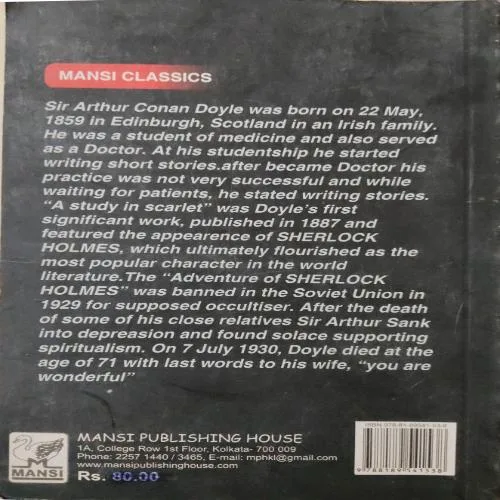 MANSI CLASSICS
Sir Arthur Conan Doyle was born on 22 May,
1859 in Edinburgh, Scotland in an Irish family.
He was a student of medicine and also served
as a Doctor. At his studentship he started
writing short stories.after became Doctor his
practice was not very successful and while
waiting for patients, he stated writing stories.
“A study in scarlet” was Doyle's first
significant work, published in 1887 and
featured the appearence of SHERLOCK
HOLMES, which ultimately flourished as the
most popular character in the world
literature.The “Adventure of SHERLOCK
HOLMES” was banned in the Soviet Union in
1929 for supposed occultiser. After the death
of some of his close relatives Sir Arthur Sank
into depreasion and found solace supporting
spiritualism. On 7 July 1930, Doyle died at the
age of 71 with last words to his wife, “you are
wonderful”
MANSI
MANSI PUBLISHING HOUSE
1A, College Row 1st Floor, Kolkata- 700 009
Phone: 2257 1440 / 3465, E-mail: mphkl@gmail.com
www.mansipublishinghouse.com
Rs. 80.00
9788189541538